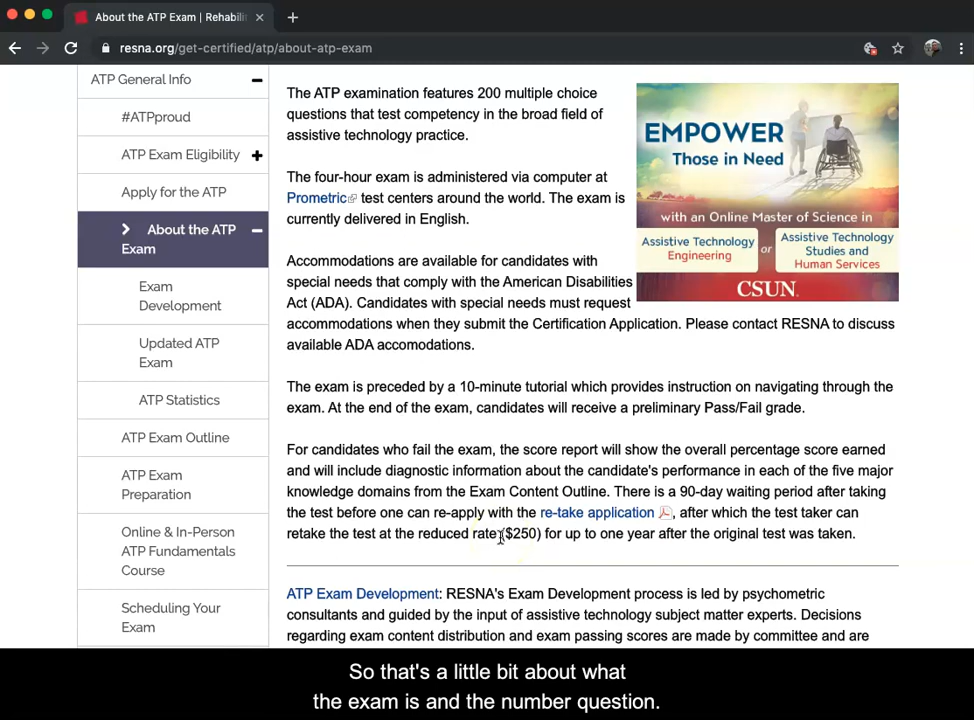 About the ATP Exam | Rehabilit
resna.org/get-certified/atp/about-atp-exam
ATP General Info
#ATPproud
ATP Exam Eligibility
Apply for the ATP
About the ATP
Exam
Exam
Development
Updated ATP
Exam
ATP Statistics
ATP Exam Outline
ATP Exam
Preparation
Online & In-Person
ATP Fundamentals
Course
Scheduling Your
Exam
The ATP examination features 200 multiple choice
questions that test competency in the broad field of
assistive technology practice.
The four-hour exam is administered via computer at
Prometric test centers around the world. The exam is
currently delivered in English.
Accommodations are available for candidates with
special needs that comply with the American Disabilities
Act (ADA). Candidates with special needs must request
accommodations when they submit the Certification Application. Please contact RESNA to discuss
available ADA accomodations.
The exam is preceded by a 10-minute tutorial which provides instruction on navigating through the
exam. At the end of the exam, candidates will receive a preliminary Pass/Fail grade.
For candidates who fail the exam, the score report will show the overall percentage score earned
and will include diagnostic information about the candidate's performance in each of the five major
knowledge domains from the Exam Content Outline. There is a 90-day waiting period after taking
the test before one can re-apply with the re-take application , after which the test taker can
retake the test at the reduced rate ($250) for up to one year after the original test was taken.
ATP Exam Development: RESNA's Exam Development process is led by psychometric
consultants and guided by the input of assistive technology subject matter experts. Decisions
regarding exam content distribution and exam passing scores are made by committee and are
EMPOWER
Those in Need
with an Online Master of Science in
Assistive Technology
Engineering
or
Assistive Technology
Studies and
Human Services
CSUN
So that's a little bit about what
the exam is and the number question.